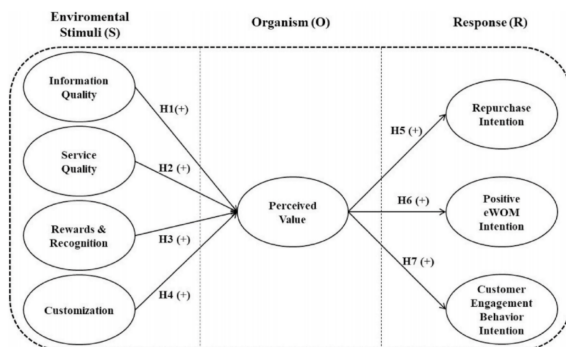 Enviromental
Stimuli (S)
Organism (O)
Response (R)
Information
Quality
Service
Quality
Rewards &
Recognition
Customization
H1(+)
H2 (+)
H3 (+)
H4 (+)
Perceived
Value
H5 (+)
H6 (+)
H7 (+)
Repurchase
Intention
Positive
eWOM
Intention
Customer
Engagement
Behavior
Intention